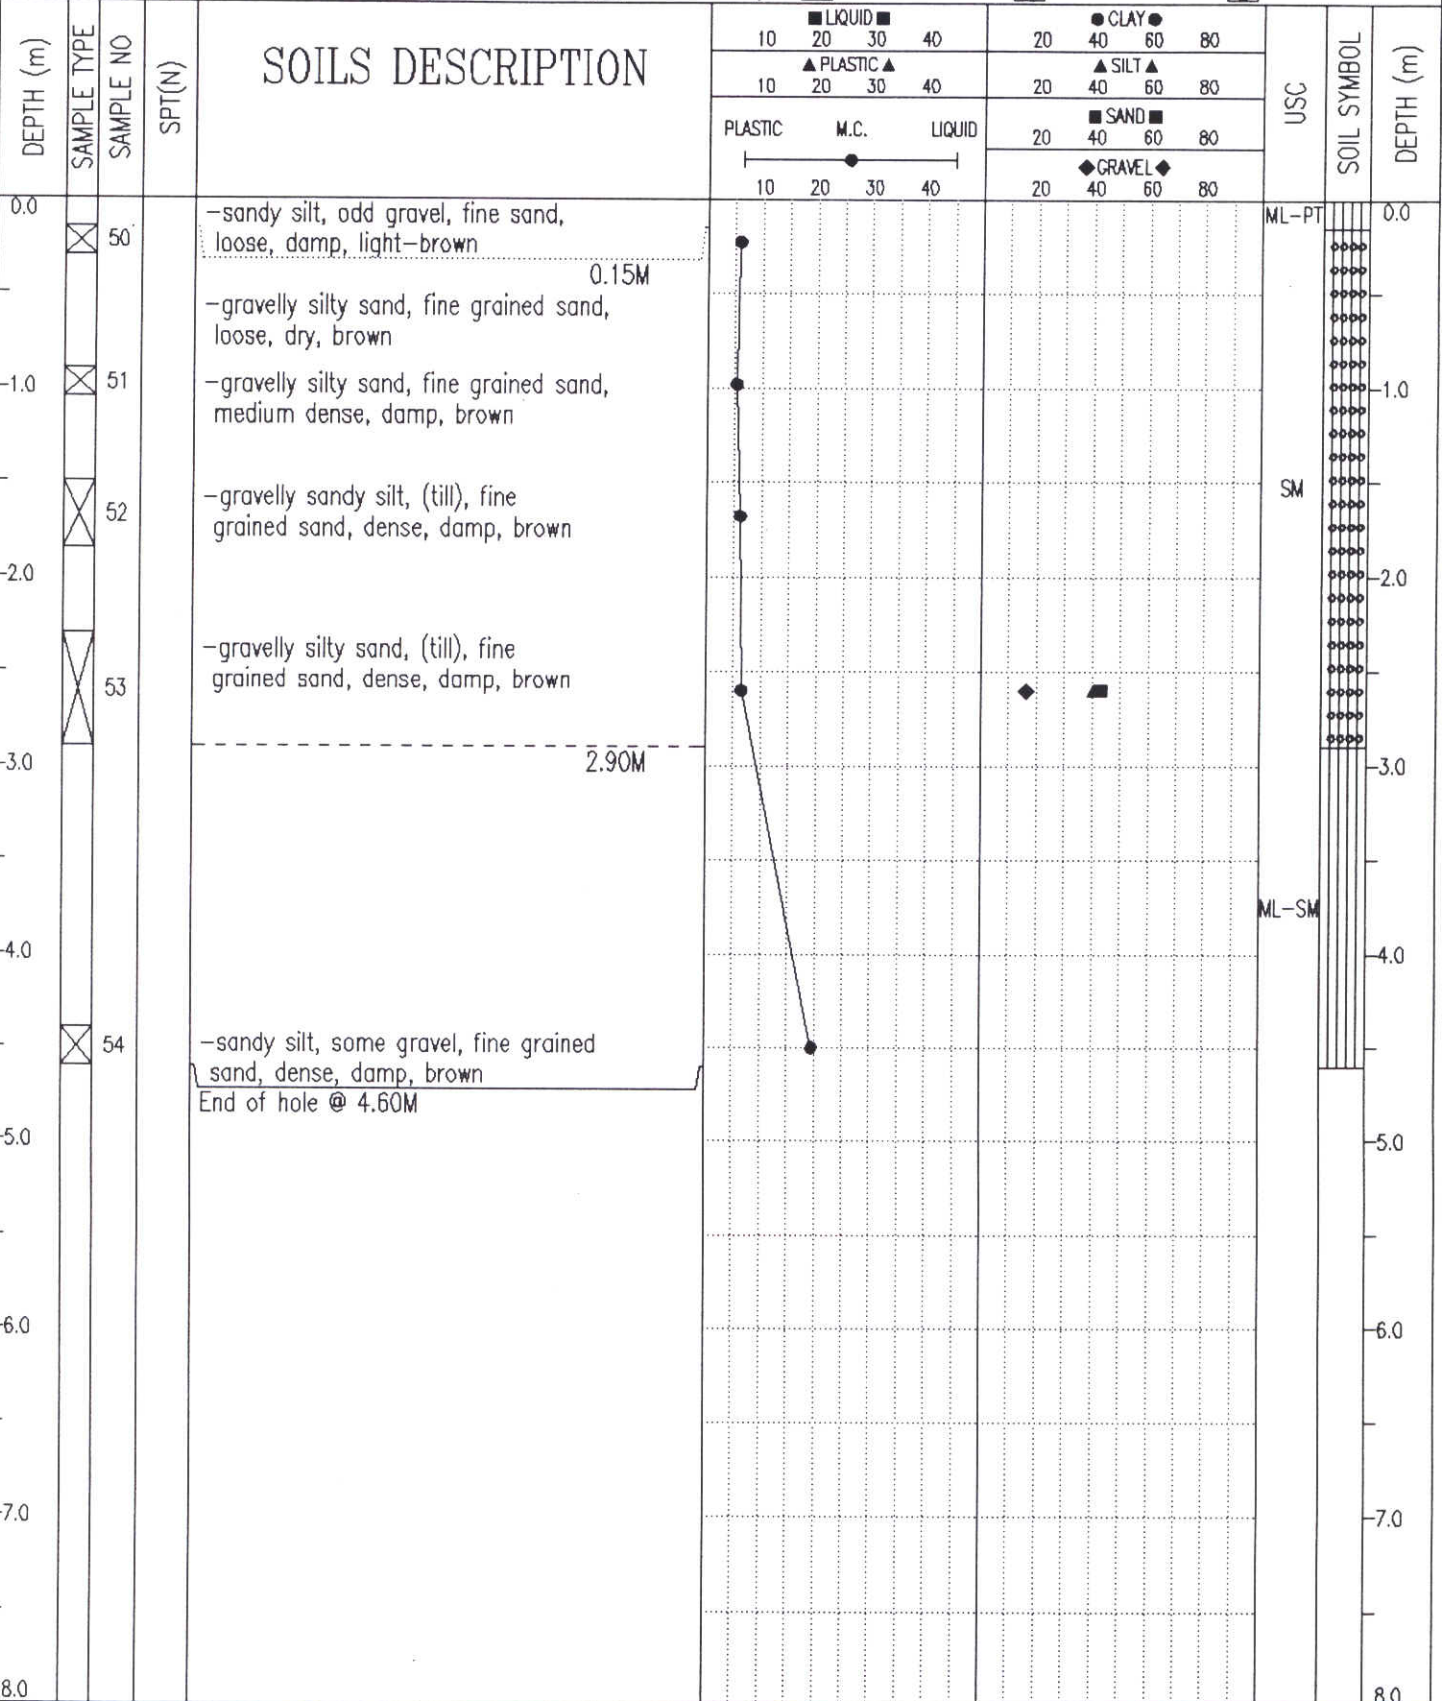 DEPTH (m)
SAMPLE TYPE
SAMPLE NO
SPT(N)
SOILS DESCRIPTION
■ LIQUID ■
10 20 30 40
▲ PLASTIC ▲
10 20 30 40
PLASTIC M.C. LIQUID
10 20 30 40
● CLAY ●
20 40 60 80
▲ SILT ▲
20 40 60 80
■ SAND ■
20 40 60 80
◆ GRAVEL ◆
20 40 60 80
USC
SOIL SYMBOL
DEPTH (m)
0.0
50
-sandy silt, odd gravel, fine sand,
loose, damp, light-brown
ML-PT
0.0
0.15M
-gravelly silty sand, fine grained sand,
loose, dry, brown
-1.0
51
-gravelly silty sand, fine grained sand,
medium dense, damp, brown
-1.0
52
-gravelly sandy silt, (till), fine
grained sand, dense, damp, brown
SM
-2.0
-2.0
53
-gravelly silty sand, (till), fine
grained sand, dense, damp, brown
-3.0
2.90M
-3.0
ML-SM
-4.0
-4.0
54
-sandy silt, some gravel, fine grained
sand, dense, damp, brown
End of hole @ 4.60M
-5.0
-5.0
-6.0
-6.0
-7.0
-7.0
8.0
8.0